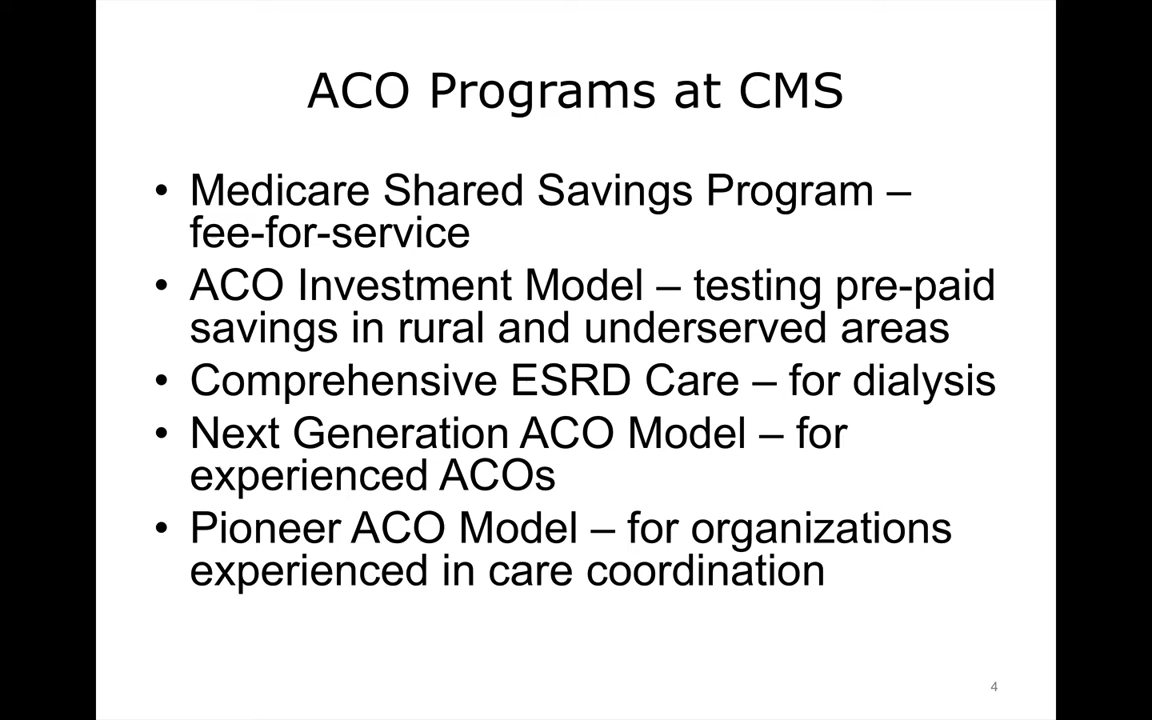 ACO Programs at CMS
• Medicare Shared Savings Program –
fee-for-service
• ACO Investment Model – testing pre-paid
savings in rural and underserved areas
• Comprehensive ESRD Care – for dialysis
• Next Generation ACO Model – for
experienced ACOs
• Pioneer ACO Model – for organizations
experienced in care coordination
4